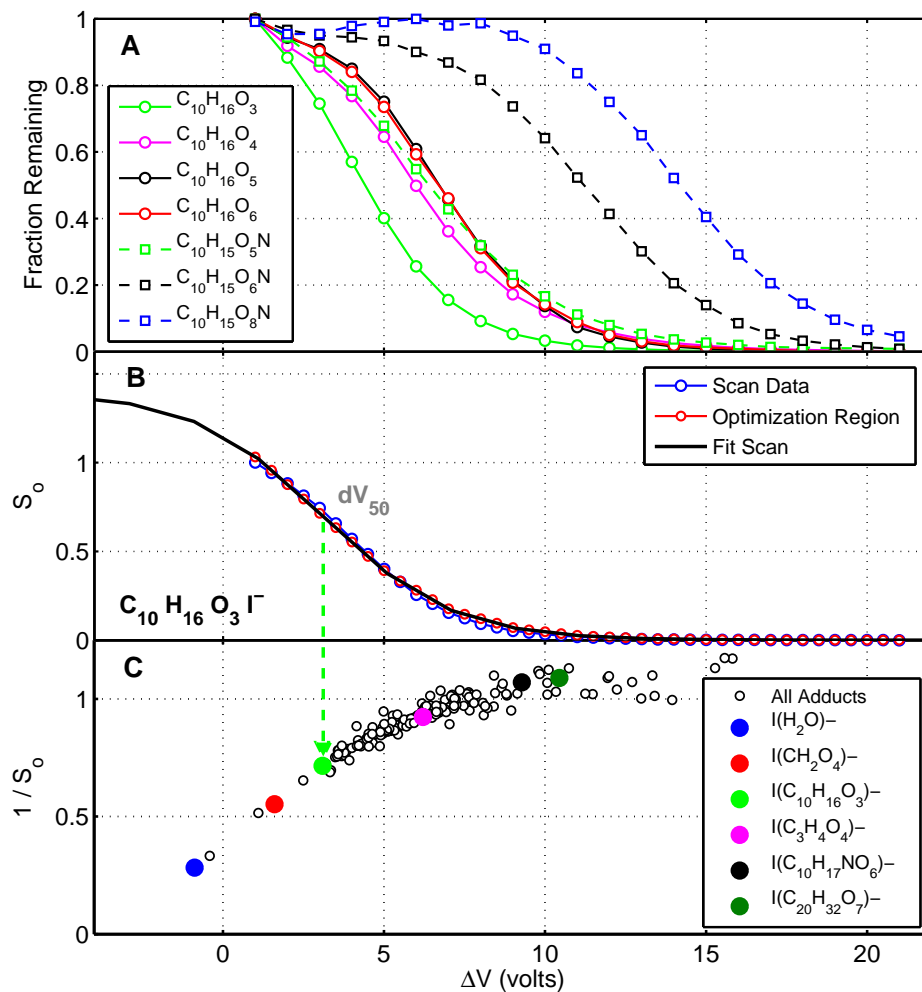 A
1
0.8
0.6
0.4
0.2
0
Fraction Remaining
C₁₀H₁₆O₃
C₁₀H₁₆O₄
C₁₀H₁₆O₅
C₁₀H₁₆O₆
C₁₀H₁₅O₅N
C₁₀H₁₅O₆N
C₁₀H₁₅O₈N
B
1
0.5
0
S₀
Scan Data
Optimization Region
Fit Scan
dV₅₀
C₁₀ H₁₆ O₃ I⁻
C
1
0.5
0
1 / S₀
All Adducts
I(H₂O)−
I(CH₂O₄)−
I(C₁₀H₁₆O₃)−
I(C₃H₄O₄)−
I(C₁₀H₁₇NO₆)−
I(C₂₀H₃₂O₇)−
0 5 10 15 20
ΔV (volts)